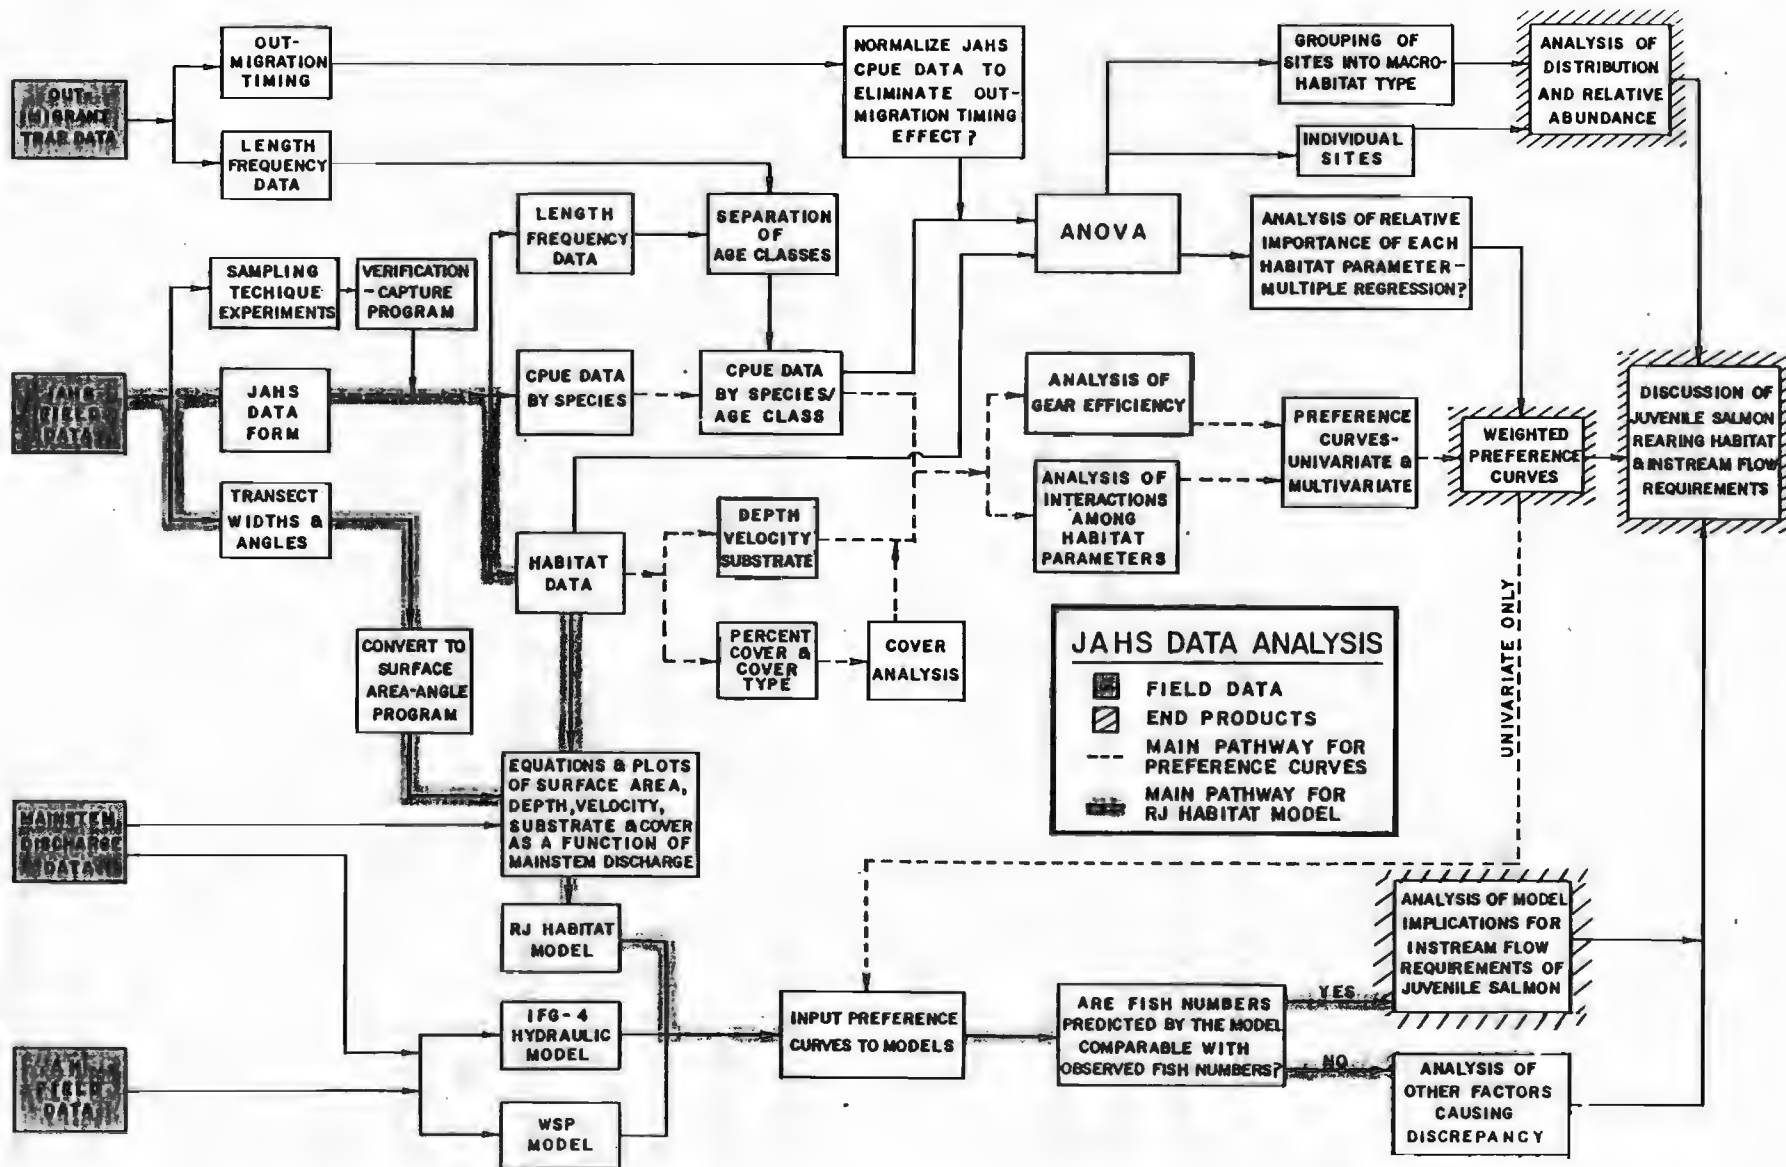 OUT-
MIGRANT
TRAP DATA
OUT-
MIGRATION
TIMING
LENGTH
FREQUENCY
DATA
NORMALIZE JAHS
CPUE DATA TO
ELIMINATE OUT-
MIGRATION TIMING
EFFECT?
GROUPING OF
SITES INTO MACRO-
HABITAT TYPE
INDIVIDUAL
SITES
ANALYSIS OF
DISTRIBUTION
AND RELATIVE
ABUNDANCE
LENGTH
FREQUENCY
DATA
SEPARATION
OF
AGE CLASSES
ANOVA
ANALYSIS OF RELATIVE
IMPORTANCE OF EACH
HABITAT PARAMETER-
MULTIPLE REGRESSION?
SAMPLING
TECHIQUE
EXPERIMENTS
VERIFICATION
-CAPTURE
PROGRAM
JAHS
FIELD
DATA
JAHS
DATA
FORM
CPUE DATA
BY SPECIES
CPUE DATA
BY SPECIES/
AGE CLASS
ANALYSIS OF
GEAR EFFICIENCY
PREFERENCE
CURVES-
UNIVARIATE &
MULTIVARIATE
WEIGHTED
PREFERENCE
CURVES
DISCUSSION OF
JUVENILE SALMON
REARING HABITAT
& INSTREAM FLOW
REQUIREMENTS
TRANSECT
WIDTHS &
ANGLES
HABITAT
DATA
DEPTH
VELOCITY
SUBSTRATE
ANALYSIS OF
INTERACTIONS
AMONG
HABITAT
PARAMETERS
PERCENT
COVER &
COVER
TYPE
COVER
ANALYSIS
CONVERT TO
SURFACE
AREA-ANGLE
PROGRAM
UNIVARIATE ONLY
JAHS DATA ANALYSIS
FIELD DATA
END PRODUCTS
MAIN PATHWAY FOR
PREFERENCE CURVES
MAIN PATHWAY FOR
RJ HABITAT MODEL
MAINSTEM
DISCHARGE
DATA
EQUATIONS & PLOTS
OF SURFACE AREA,
DEPTH, VELOCITY,
SUBSTRATE & COVER
AS A FUNCTION OF
MAINSTEM DISCHARGE
RJ HABITAT
MODEL
IFG-4
HYDRAULIC
MODEL
WSP
MODEL
FIELD
DATA
INPUT PREFERENCE
CURVES TO MODELS
ARE FISH NUMBERS
PREDICTED BY THE MODEL
COMPARABLE WITH
OBSERVED FISH NUMBERS?
YES
NO
ANALYSIS OF MODEL
IMPLICATIONS FOR
INSTREAM FLOW
REQUIREMENTS OF
JUVENILE SALMON
ANALYSIS OF
OTHER FACTORS
CAUSING
DISCREPANCY